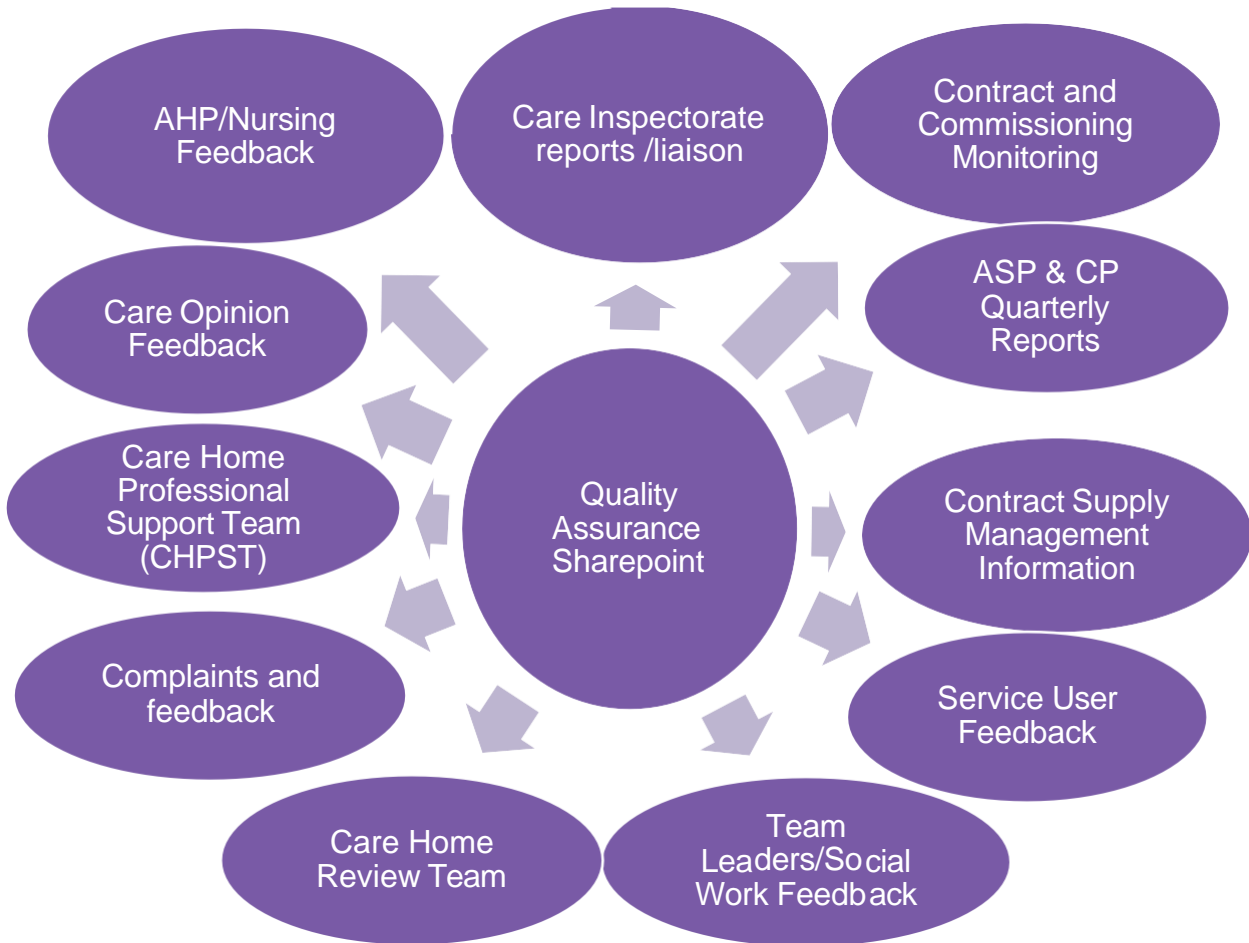 AHP/Nursing
Feedback
Care Inspectorate
reports /liaison
Contract and
Commissioning
Monitoring
ASP & CP
Quarterly
Reports
Contract Supply
Management
Information
Service User
Feedback
Team
Leaders/Social
Work Feedback
Care Home
Review Team
Complaints and
feedback
Care Home
Professional
Support Team
(CHPST)
Care Opinion
Feedback
Quality
Assurance
Sharepoint